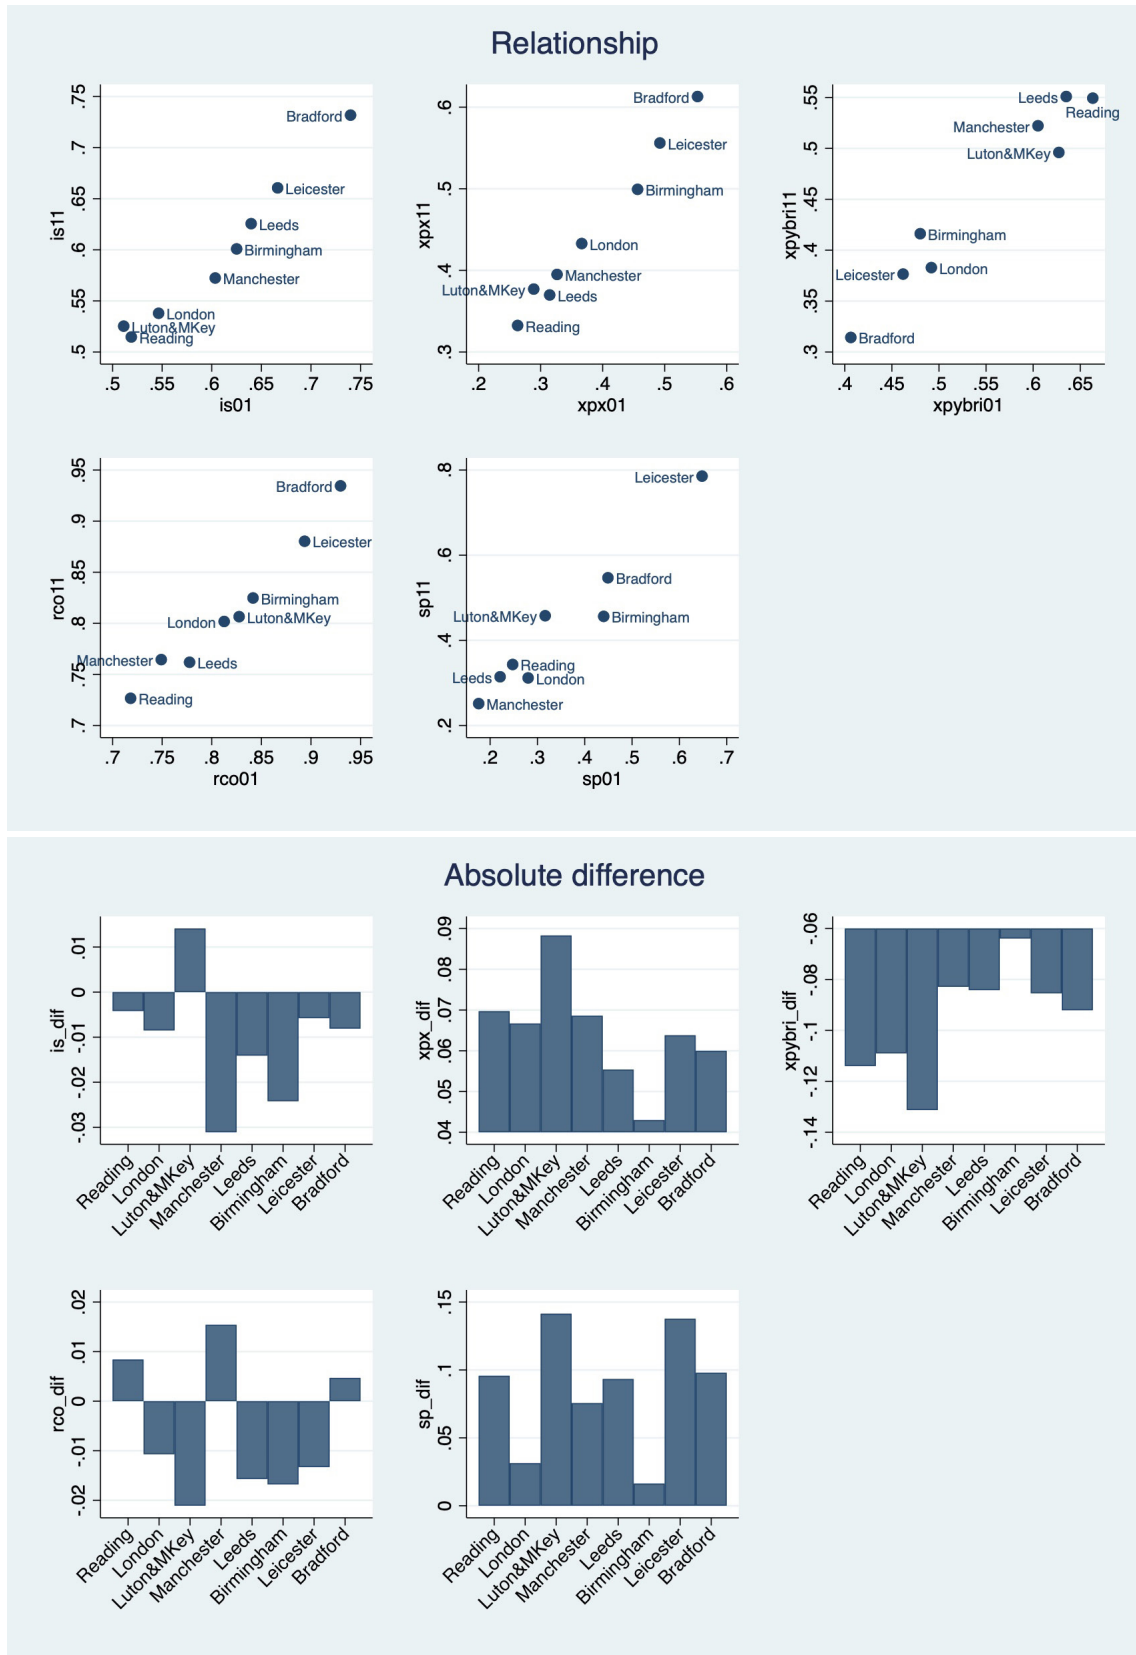 Relationship
.75
.7
.65
.6
.55
.5
is11
Bradford
Leicester
Leeds
Birmingham
Manchester
London
Luton&MKey
Reading
.5 .55 .6 .65 .7 .75
is01
.6
.5
.4
.3
xpx11
Bradford
Leicester
Birmingham
London
Manchester
Luton&MKey
Leeds
Reading
.2 .3 .4 .5 .6
xpx01
.55
.5
.45
.4
.35
.3
xpybri11
Leeds
Reading
Manchester
Luton&MKey
Birmingham
Leicester
London
Bradford
.4 .45 .5 .55 .6 .65
xpybri01
.95
.9
.85
.8
.75
.7
rco11
Bradford
Leicester
Birmingham
London
Luton&MKey
Manchester
Leeds
Reading
.7 .75 .8 .85 .9 .95
rco01
.8
.6
.4
.2
sp11
Leicester
Bradford
Luton&MKey
Birmingham
Reading
Leeds
London
Manchester
.2 .3 .4 .5 .6 .7
sp01
Absolute difference
.01
0
-.01
-.02
-.03
is_dif
Reading
London
Luton&MKey
Manchester
Leeds
Birmingham
Leicester
Bradford
.09
.08
.07
.06
.05
.04
xpx_dif
Reading
London
Luton&MKey
Manchester
Leeds
Birmingham
Leicester
Bradford
-.06
-.08
-.1
-.12
-.14
xpybri_dif
Reading
London
Luton&MKey
Manchester
Leeds
Birmingham
Leicester
Bradford
.02
.01
0
-.01
-.02
rco_dif
Reading
London
Luton&MKey
Manchester
Leeds
Birmingham
Leicester
Bradford
.15
.1
.05
0
sp_dif
Reading
London
Luton&MKey
Manchester
Leeds
Birmingham
Leicester
Bradford